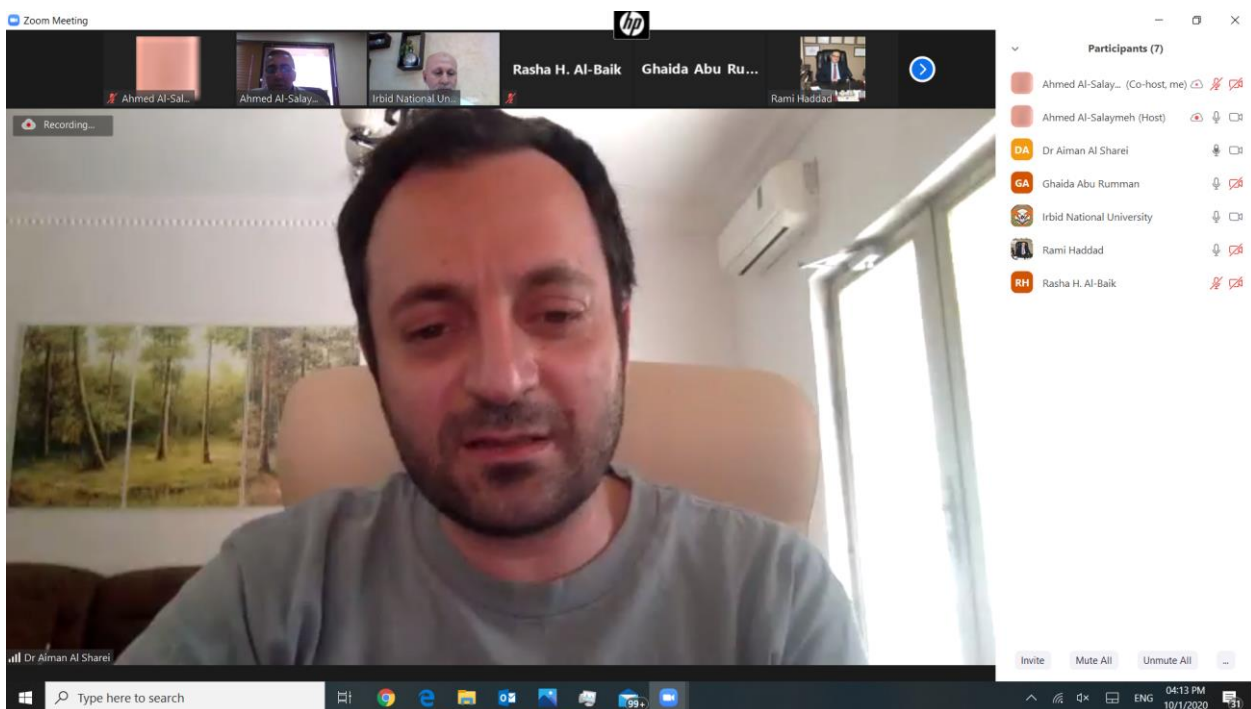 Zoom Meeting
hp
Ahmed Al-Sal...
Ahmed Al-Salay...
Irbid National Un...
Rasha H. Al-Baik
Ghaida Abu Ru...
Rami Haddad
Recording...
Dr Aiman Al Sharei
Participants (7)
Ahmed Al-Salay... (Co-host, me)
Ahmed Al-Salaymeh (Host)
DA Dr Aiman Al Sharei
GA Ghaida Abu Rumman
Irbid National University
Rami Haddad
RH Rasha H. Al-Baik
Invite Mute All Unmute All ...
Type here to search
99+
ENG
04:13 PM
10/1/2020
31